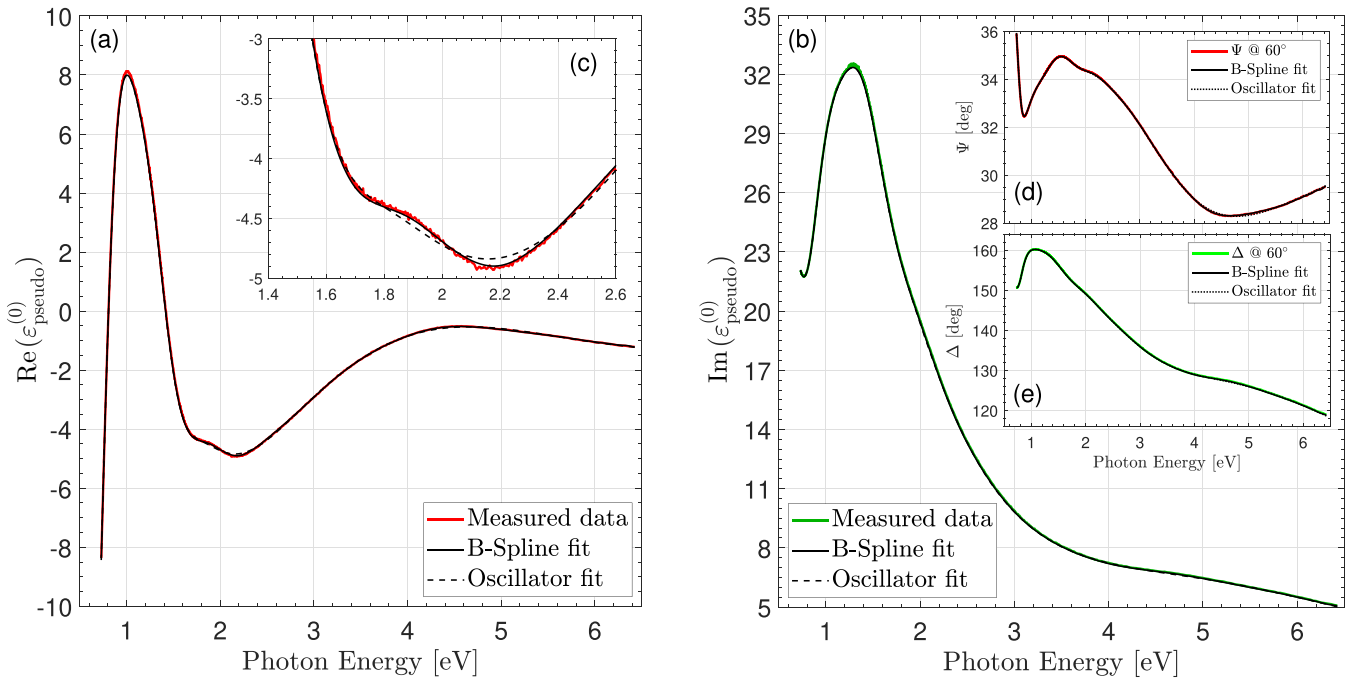 (a)
10
8
6
4
2
0
-2
-4
-6
-8
-10
1
2
3
4
5
6
Re(ε(0)pseudo)
Photon Energy [eV]
Measured data
B-Spline fit
Oscillator fit
(c)
-3
-3.5
-4
-4.5
-5
1.4
1.6
1.8
2
2.2
2.4
2.6
(b)
35
32
29
26
23
20
17
14
11
8
5
1
2
3
4
5
6
Im(ε(0)pseudo)
Photon Energy [eV]
Measured data
B-Spline fit
Oscillator fit
36
34
32
30
28
Ψ [deg]
Ψ @ 60°
B-Spline fit
Oscillator fit
(d)
160
150
140
130
120
Δ [deg]
Δ @ 60°
B-Spline fit
Oscillator fit
(e)
1
2
3
4
5
6
Photon Energy [eV]